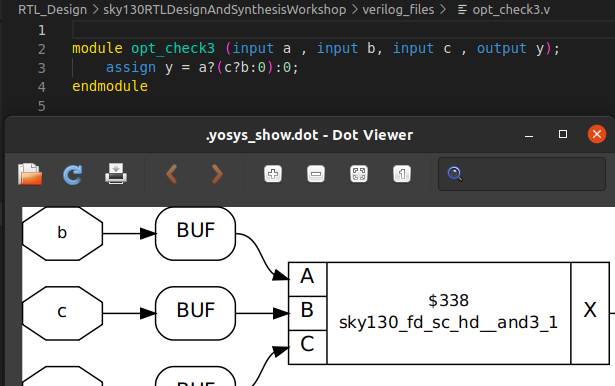 RTL_Design > sky130RTLDesignAndSynthesisWorkshop > verilog_files > opt_check3.v
1
2 module opt_check3 (input a , input b, input c , output y);
3 assign y = a?(c?b:0):0;
4 endmodule
5
.yosys_show.dot - Dot Viewer
1
b
BUF
A
c
BUF
B
$338
sky130_fd_sc_hd__and3_1
X
C
BUF